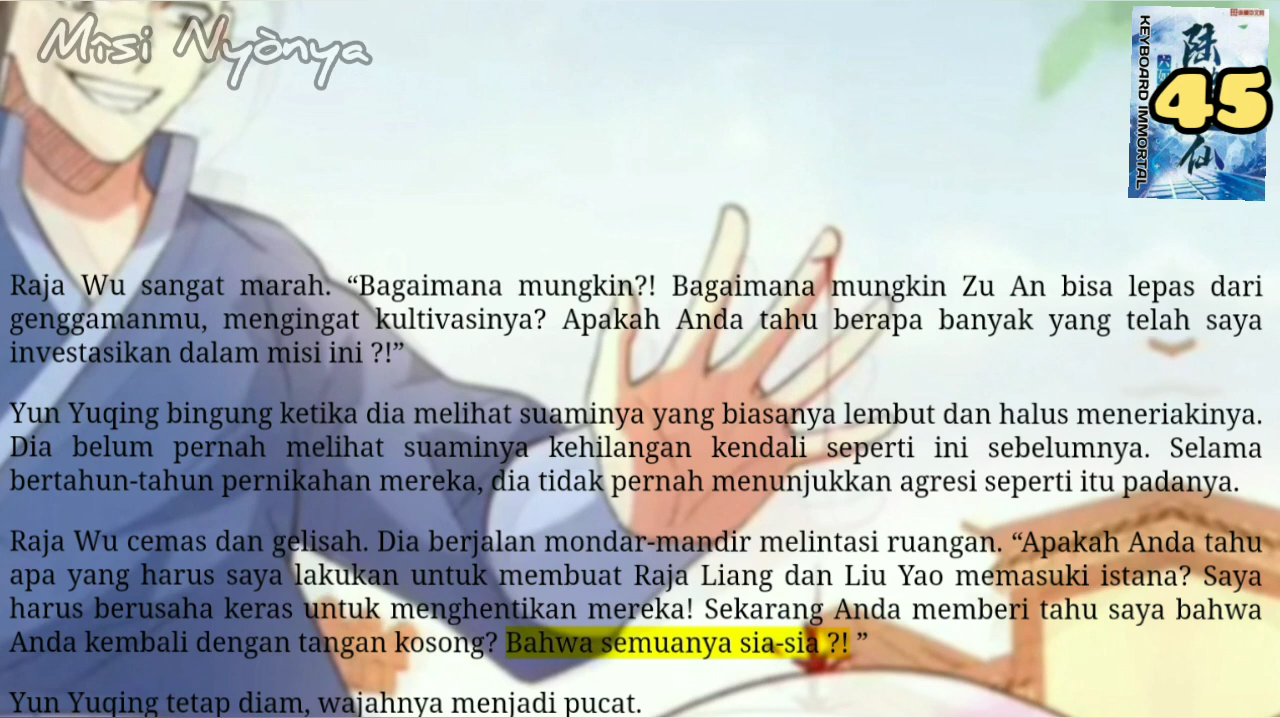 Misi Nyònya
KEYBOARD IMMORTAL
45
Raja Wu sangat marah. “Bagaimana mungkin?! Bagaimana mungkin Zu An bisa lepas dari
genggamanmu, mengingat kultivasinya? Apakah Anda tahu berapa banyak yang telah saya
investasikan dalam misi ini ?!”
Yun Yuqing bingung ketika dia melihat suaminya yang biasanya lembut dan halus meneriakinya.
Dia belum pernah melihat suaminya kehilangan kendali seperti ini sebelumnya. Selama
bertahun-tahun pernikahan mereka, dia tidak pernah menunjukkan agresi seperti itu padanya.
Raja Wu cemas dan gelisah. Dia berjalan mondar-mandir melintasi ruangan. “Apakah Anda tahu
apa yang harus saya lakukan untuk membuat Raja Liang dan Liu Yao memasuki istana? Saya
harus berusaha keras untuk menghentikan mereka! Sekarang Anda memberi tahu saya bahwa
Anda kembali dengan tangan kosong? Bahwa semuanya sia-sia ?! ”
Yun Yuqing tetap diam, wajahnya menjadi pucat.